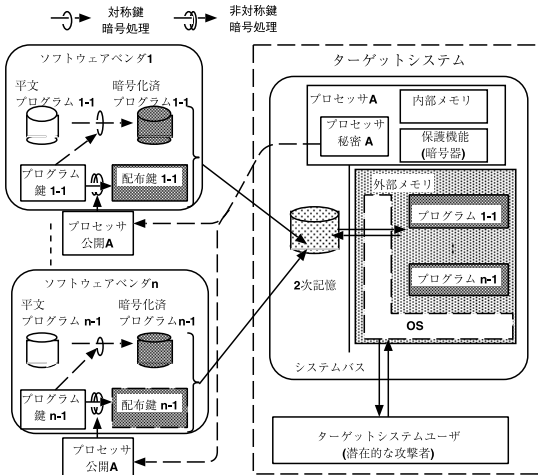 対称鍵
暗号処理
非対称鍵
暗号処理
ソフトウェアベンダ1
平文
プログラム 1-1
暗号化済
プログラム1-1
プログラム
鍵 1-1
配布鍵 1-1
プロセッサ
公開A
ソフトウェアベンダn
平文
プログラム n-1
暗号化済
プログラムn-1
プログラム
鍵 n-1
配布鍵 n-1
プロセッサ
公開A
ターゲットシステム
プロセッサA
内部メモリ
プロセッサ
秘密 A
保護機能
(暗号器)
外部メモリ
プログラム 1-1
プログラム n-1
2次記憶
OS
システムバス
ターゲットシステムユーザ
(潜在的な攻撃者)